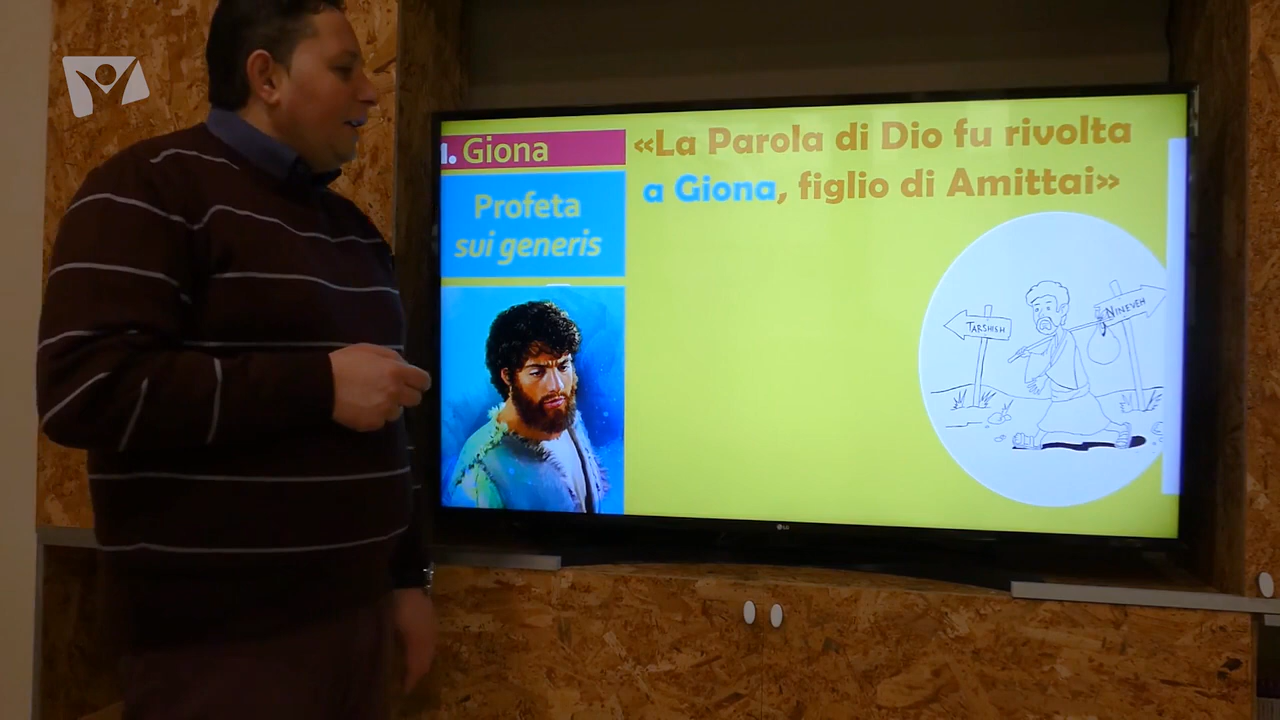 1. Giona
Profeta
sui generis
«La Parola di Dio fu rivolta
a Giona, figlio di Amittai»
TARSHISH
NINEVEH
LG